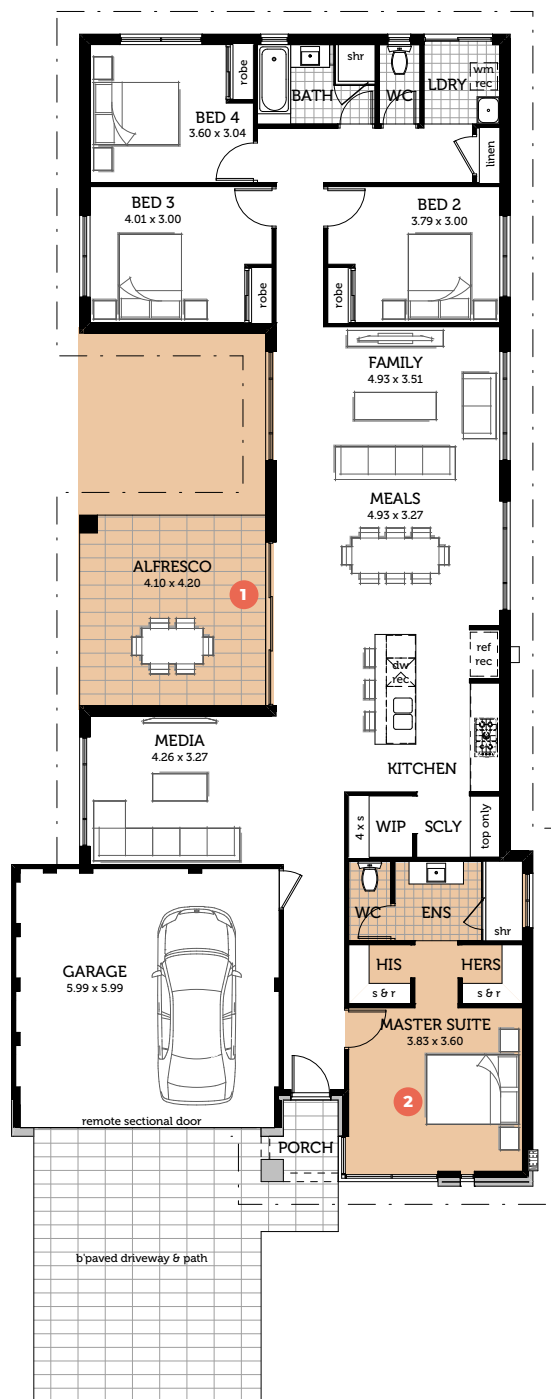 robe
BATH
shr
WC
LDRY
wm
rec
BED 4
3.60 x 3.04
linen
BED 3
4.01 x 3.00
BED 2
3.79 x 3.00
robe
robe
FAMILY
4.93 x 3.51
MEALS
4.93 x 3.27
ALFRESCO
4.10 x 4.20
1
ref
rec
dw
rec
MEDIA
4.26 x 3.27
KITCHEN
4 x s
WIP
SCLY
top only
WC
ENS
shr
HIS
HERS
s & r
s & r
GARAGE
5.99 x 5.99
MASTER SUITE
3.83 x 3.60
2
remote sectional door
PORCH
METER
b'paved driveway & path